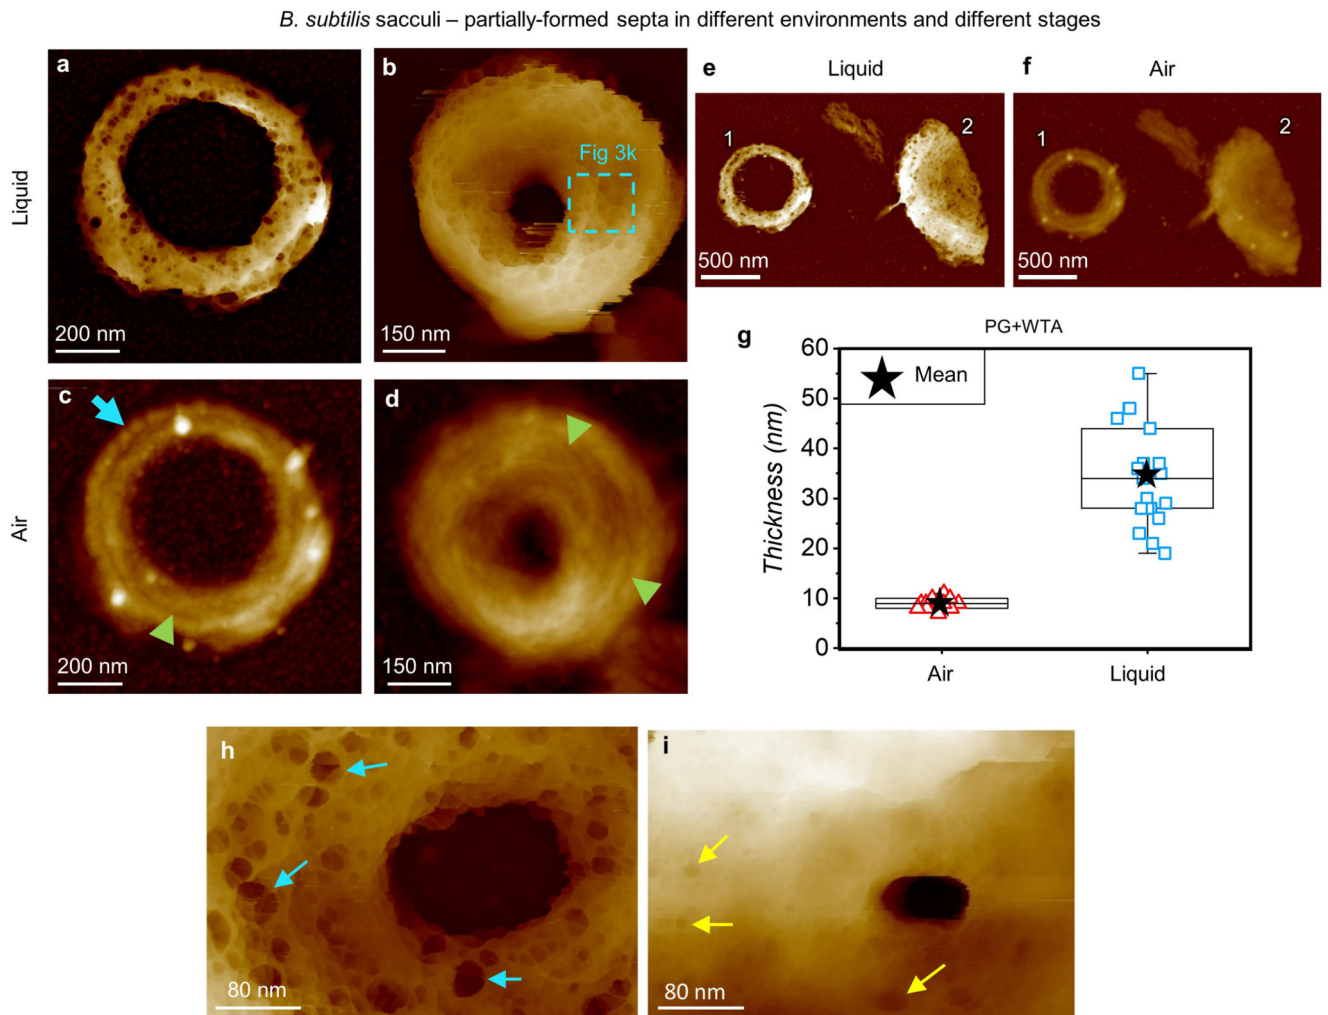 B. subtilis sacculi – partially-formed septa in different environments and different stages
Liquid
a
200 nm
b
Fig 3k
150 nm
Air
c
200 nm
d
150 nm
e
Liquid
1
2
500 nm
f
Air
1
2
500 nm
g
PG+WTA
Mean
Thickness (nm)
60
50
40
30
20
10
0
Air
Liquid
h
80 nm
i
80 nm